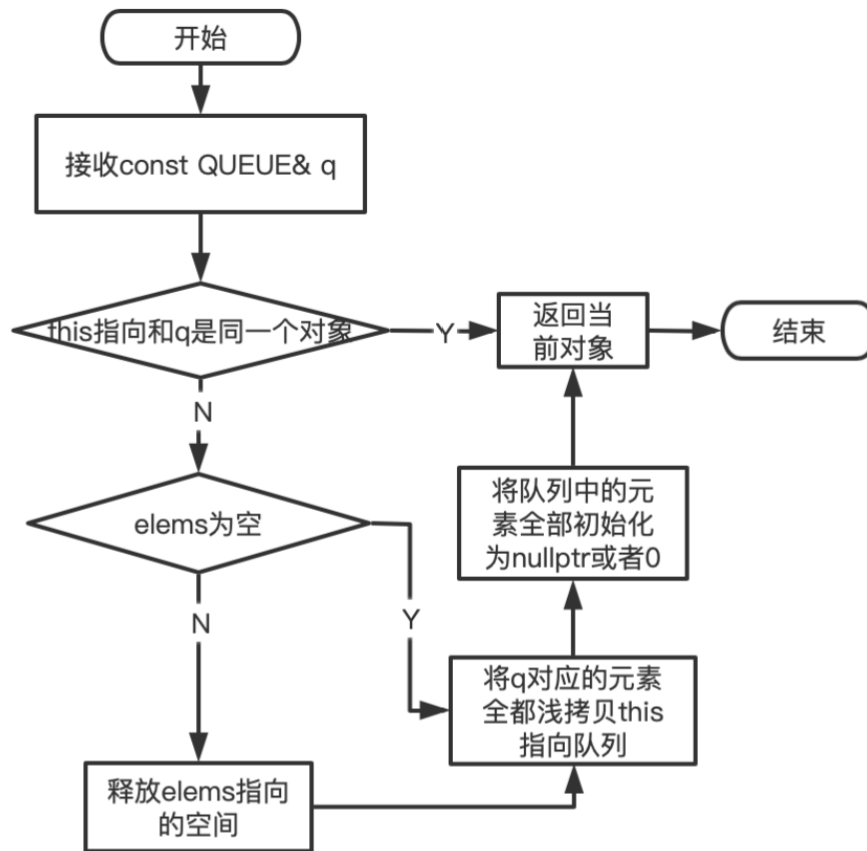 开始
接收const QUEUE& q
this指向和q是同一个对象
Y
返回当
前对象
结束
N
将队列中的元
素全部初始化
为nullptr或者0
elems为空
Y
N
将q对应的元素
全都浅拷贝this
指向队列
释放elems指向
的空间